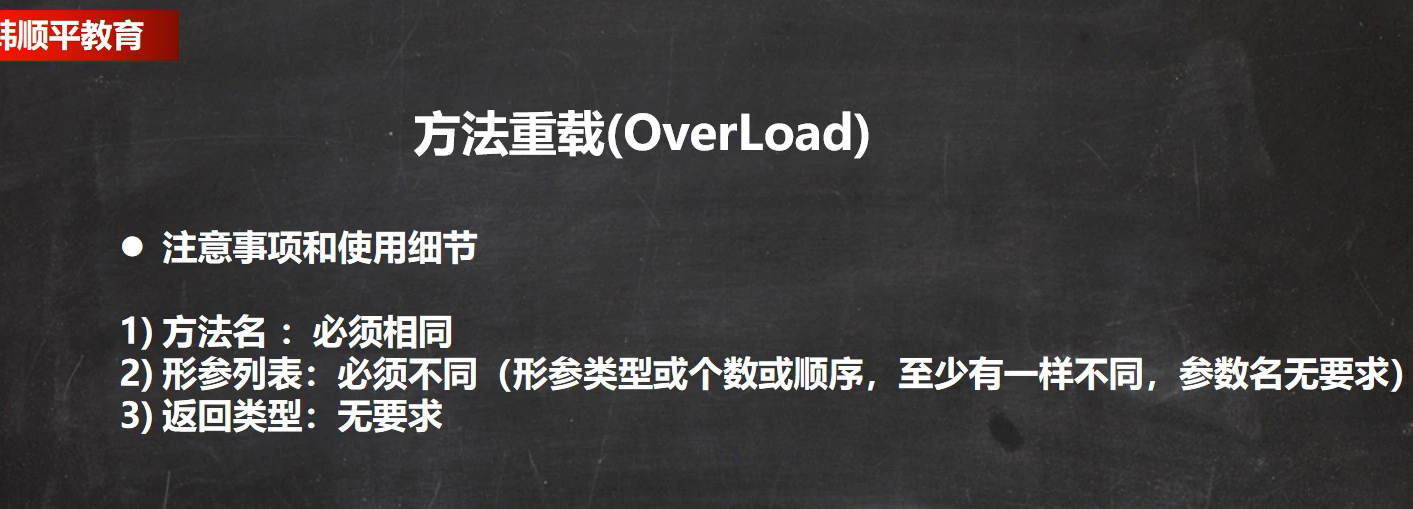 韩顺平教育
方法重载(OverLoad)
● 注意事项和使用细节
1) 方法名 ：必须相同
2) 形参列表：必须不同（形参类型或个数或顺序，至少有一样不同，参数名无要求）
3) 返回类型：无要求